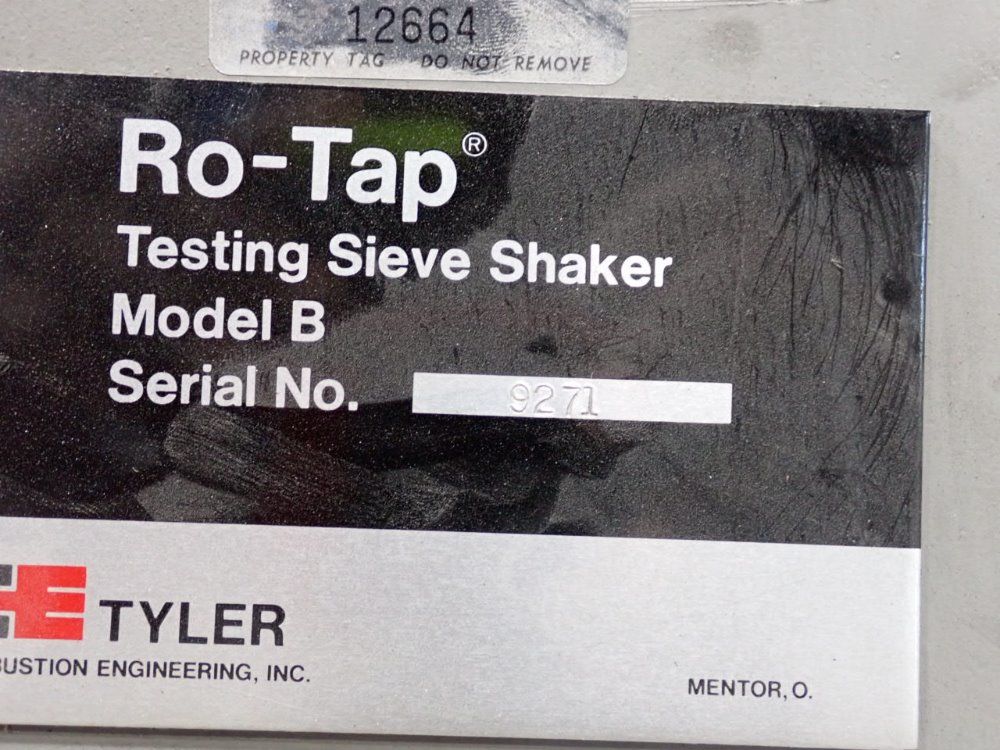 12664
PROPERTY TAG DO NOT REMOVE
Ro-Tap®
Testing Sieve Shaker
Model B
Serial No. 9271
TYLER
BUSTION ENGINEERING, INC.
MENTOR, O.